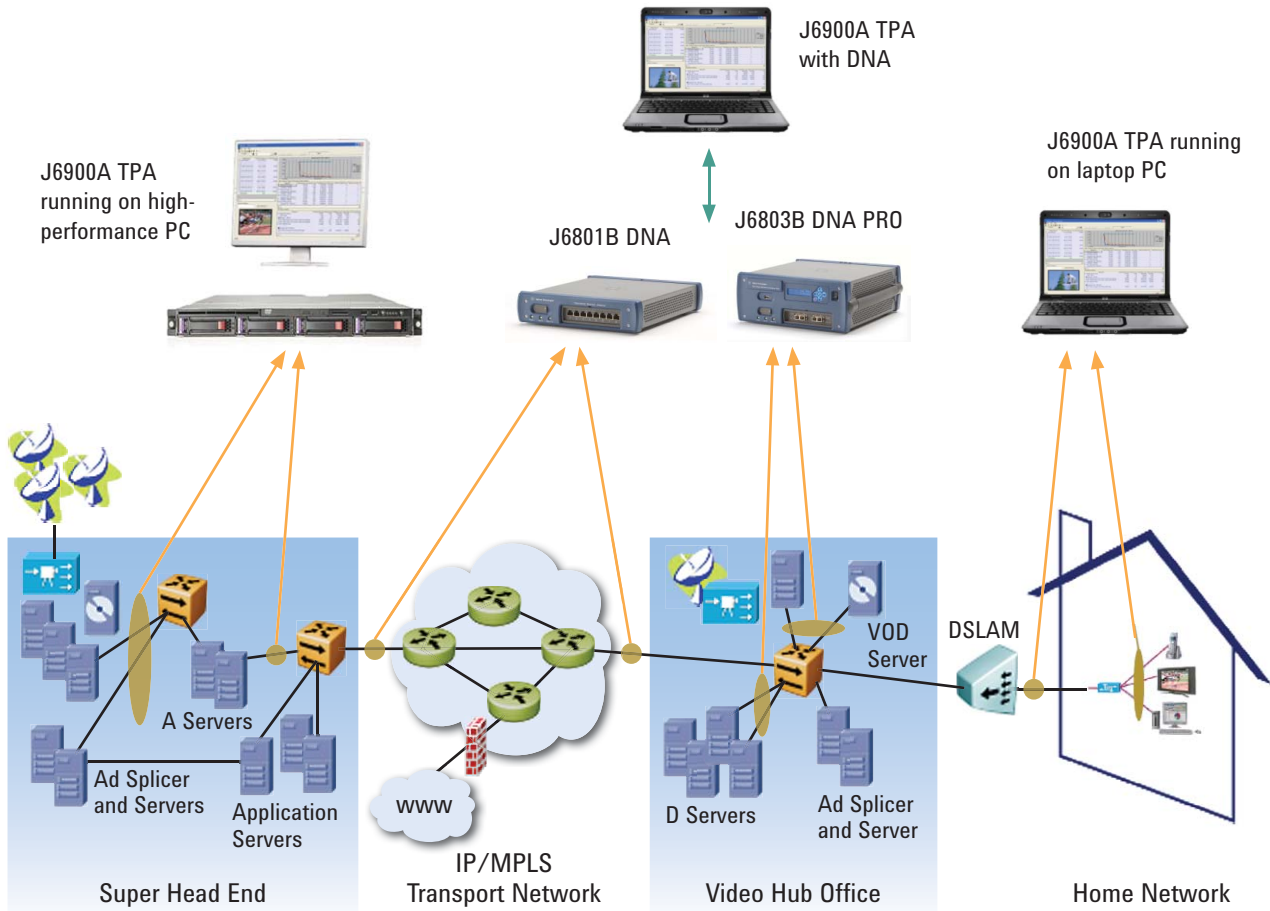 J6900A TPA
with DNA
J6900A TPA
running on high-
performance PC
J6900A TPA running
on laptop PC
J6801B DNA
J6803B DNA PRO
VOD
Server
DSLAM
A Servers
Ad Splicer
and Servers
Application
Servers
www
D Servers
Ad Splicer
and Server
Super Head End
IP/MPLS
Transport Network
Video Hub Office
Home Network